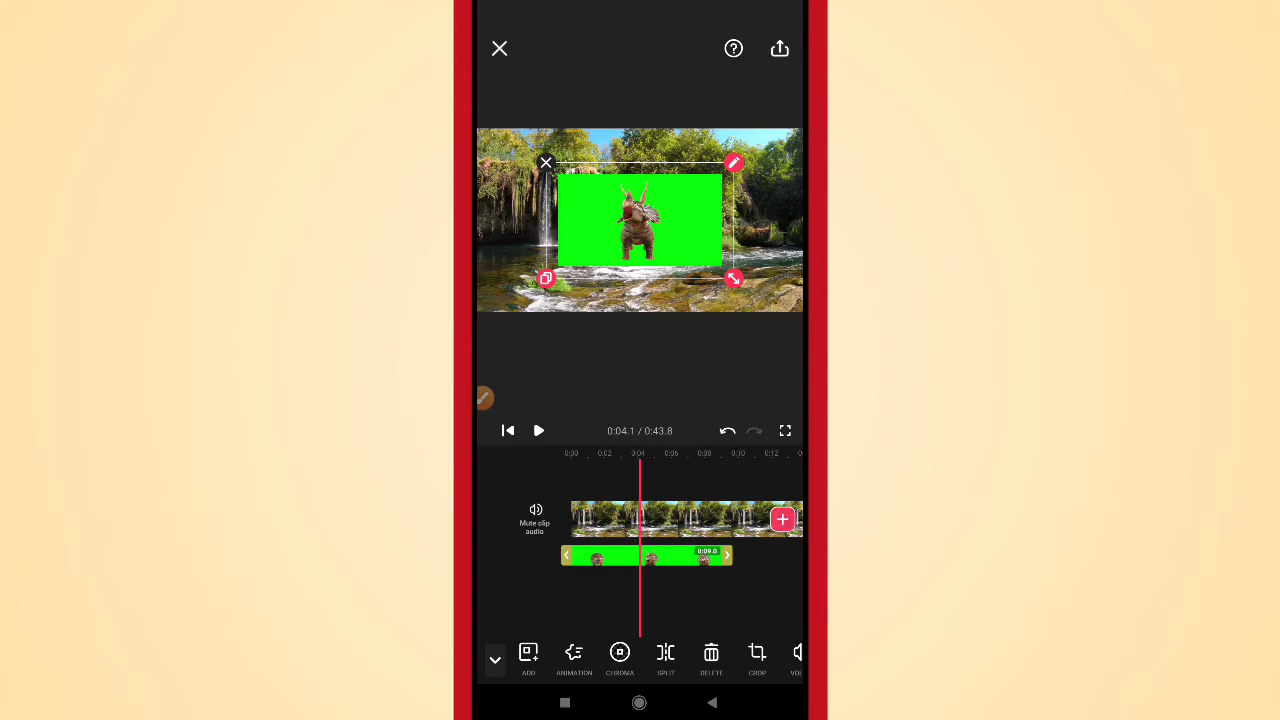 0:04.1 / 0:43.8
0:00 0:02 0:04 0:06 0:08 0:10 0:12
Mute clip
audio
0:09.0
ADD ANIMATION CHROMA SPLIT DELETE CROP VOL